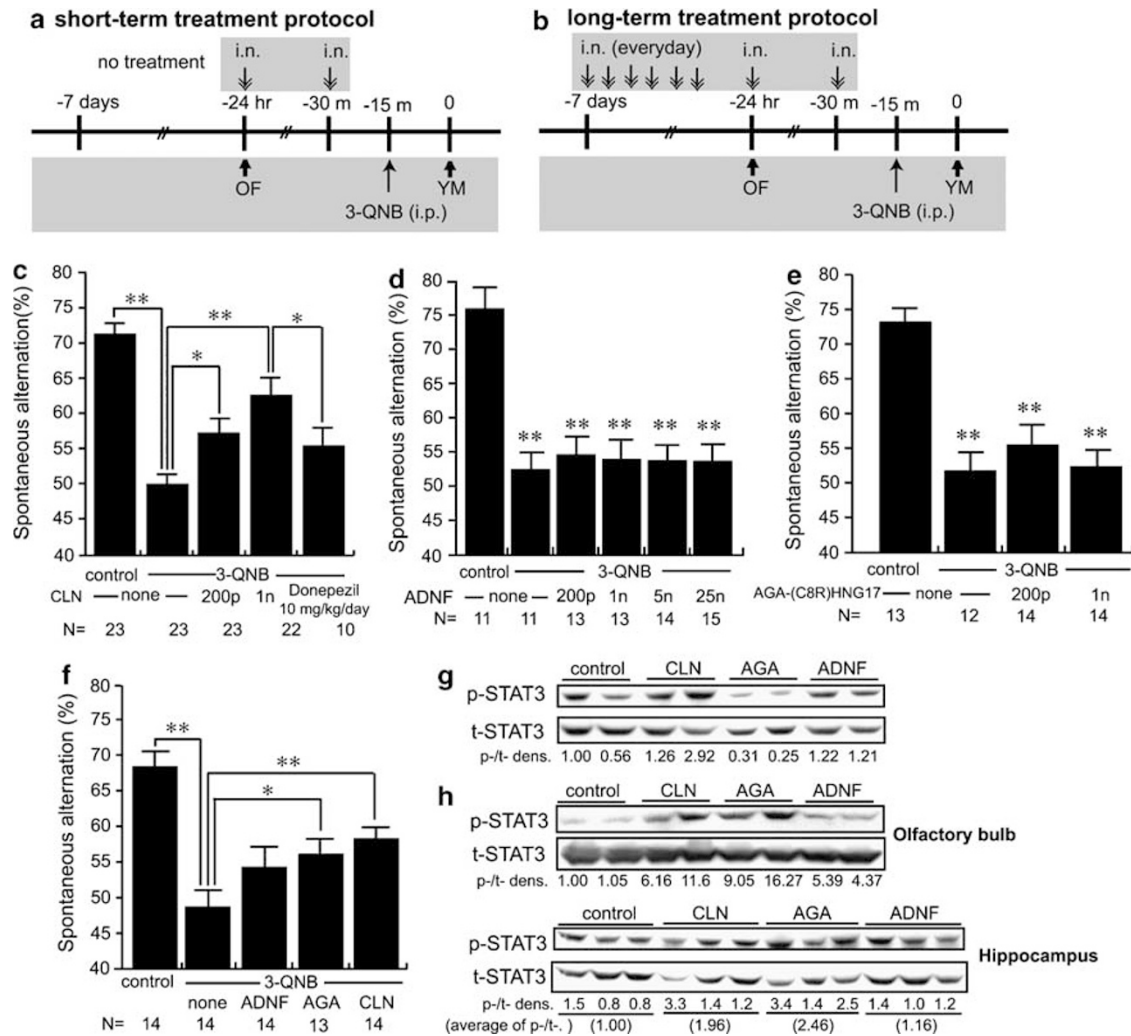 a short-term treatment protocol
no treatment
i.n. i.n.
-7 days -24 hr -30 m -15 m 0
OF YM
3-QNB (i.p.)
b long-term treatment protocol
i.n. (everyday) i.n. i.n.
-7 days -24 hr -30 m -15 m 0
OF YM
3-QNB (i.p.)
c
Spontaneous alternation(%)
80
75
70
65
60
55
50
45
40
** ** * *
control 3-QNB
CLN none 200p 1n Donepezil
10 mg/kg/day
N= 23 23 23 22 10
d
Spontaneous alternation (%)
80
75
70
65
60
55
50
45
40
** ** ** ** **
control 3-QNB
ADNF none 200p 1n 5n 25n
N= 11 11 13 13 14 15
e
Spontaneous alternation (%)
80
75
70
65
60
55
50
45
40
** ** **
control 3-QNB
AGA-(C8R)HNG17 none 200p 1n
N= 13 12 14 14
f
Spontaneous alternation (%)
80
75
70
65
60
55
50
45
40
** ** *
control 3-QNB
none ADNF AGA CLN
N= 14 14 14 13 14
g
control CLN AGA ADNF
p-STAT3
t-STAT3
p-/t- dens. 1.00 0.56 1.26 2.92 0.31 0.25 1.22 1.21
h
control CLN AGA ADNF
p-STAT3
Olfactory bulb
t-STAT3
p-/t- dens. 1.00 1.05 6.16 11.6 9.05 16.27 5.39 4.37
control CLN AGA ADNF
p-STAT3
Hippocampus
t-STAT3
p-/t- dens. 1.5 0.8 0.8 3.3 1.4 1.2 3.4 1.4 2.5 1.4 1.0 1.2
(average of p-/t-. ) (1.00) (1.96) (2.46) (1.16)